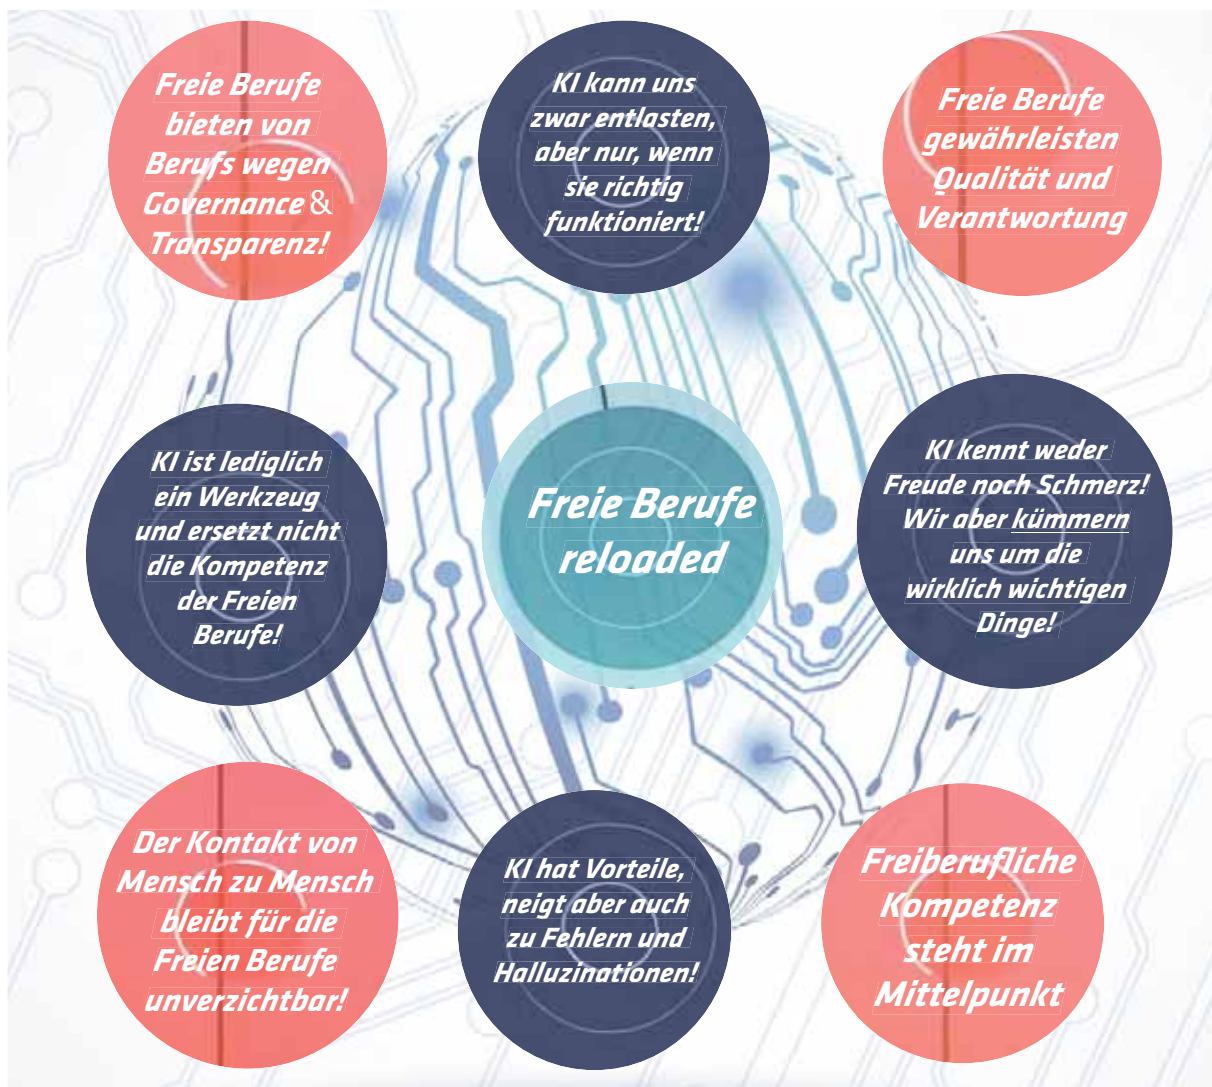 Freie Berufe
bieten von
Berufs wegen
Governance &
Transparenz!
KI kann uns
zwar entlasten,
aber nur, wenn
sie richtig
funktioniert!
Freie Berufe
gewährleisten
Qualität und
Verantwortung
KI ist lediglich
ein Werkzeug
und ersetzt nicht
die Kompetenz
der Freien
Berufe!
Freie Berufe
reloaded
KI kennt weder
Freude noch Schmerz!
Wir aber kümmern
uns um die
wirklich wichtigen
Dinge!
Der Kontakt von
Mensch zu Mensch
bleibt für die
Freien Berufe
unverzichtbar!
KI hat Vorteile,
neigt aber auch
zu Fehlern und
Halluzinationen!
Freiberufliche
Kompetenz
steht im
Mittelpunkt